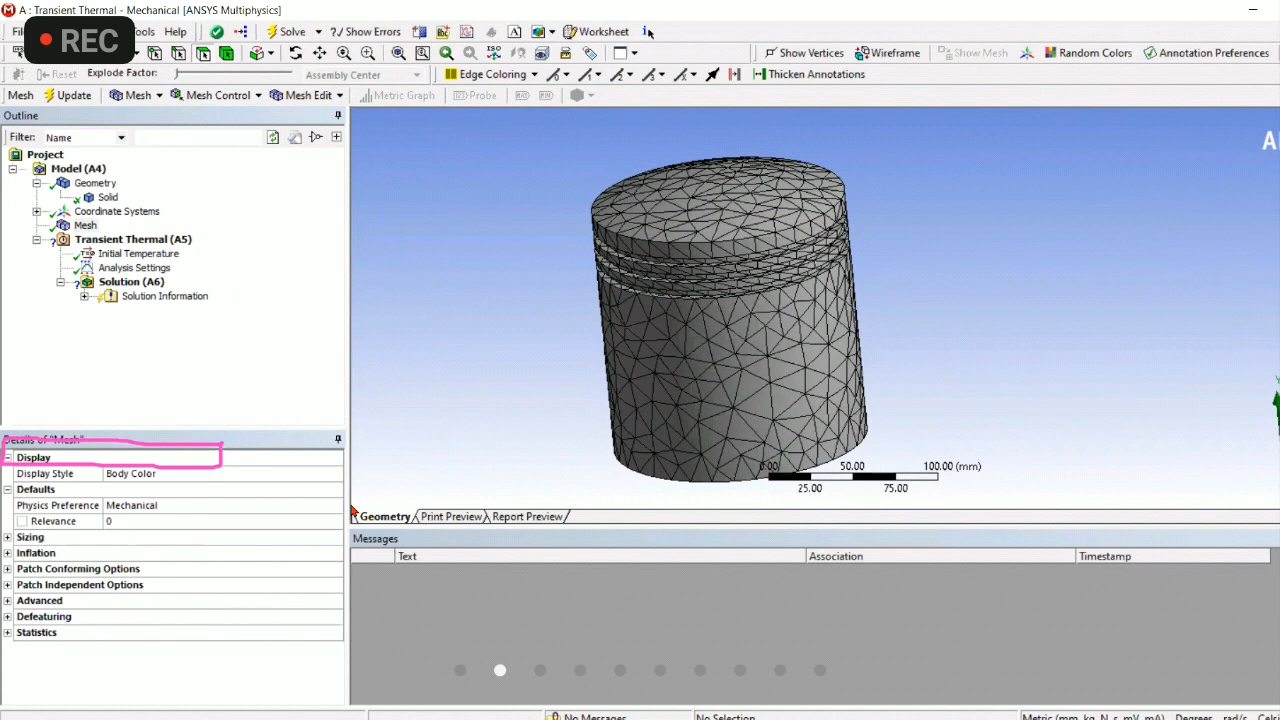 A : Transient Thermal - Mechanical [ANSYS Multiphysics]
REC
Tools Help Solve ?/Show Errors Worksheet
Show Vertices Wireframe Show Mesh Random Colors Annotation Preferences
Reset Explode Factor: Assembly Center Edge Coloring Thicken Annotations
Mesh Update Mesh Mesh Control Mesh Edit Metric Graph Probe
Outline
Filter: Name
Project
Model (A4)
Geometry
Solid
Coordinate Systems
Mesh
Transient Thermal (A5)
Initial Temperature
Analysis Settings
Solution (A6)
Solution Information
Details of "Mesh"
Display
Display Style Body Color
Defaults
Physics Preference Mechanical
Relevance 0
Sizing
Inflation
Patch Conforming Options
Patch Independent Options
Advanced
Defeaturing
Statistics
0.00 50.00 100.00 (mm)
25.00 75.00
Geometry Print Preview Report Preview
Messages
Text Association Timestamp
No Messages No Selection Metric (mm, kg, N, s, mV, mA) Degrees rad/s